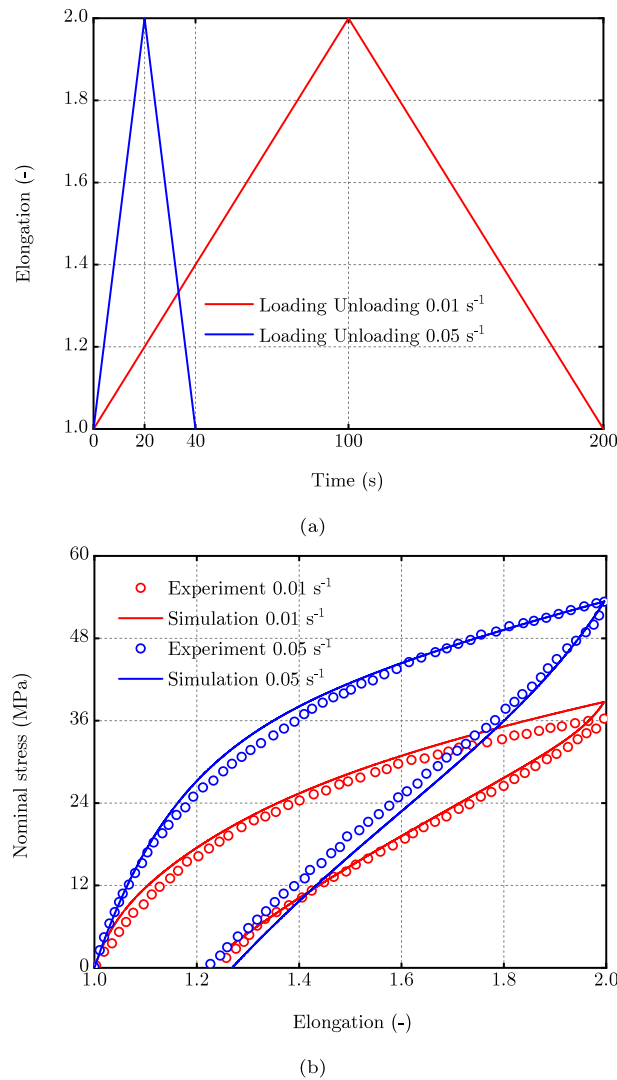 2.0
1.8
1.6
1.4
1.2
1.0
Elongation (-)
Loading Unloading 0.01 s-1
Loading Unloading 0.05 s-1
0 20 40 100 200
Time (s)
(a)
60
48
36
24
12
0
Nominal stress (MPa)
Experiment 0.01 s-1
Simulation 0.01 s-1
Experiment 0.05 s-1
Simulation 0.05 s-1
1.0 1.2 1.4 1.6 1.8 2.0
Elongation (-)
(b)